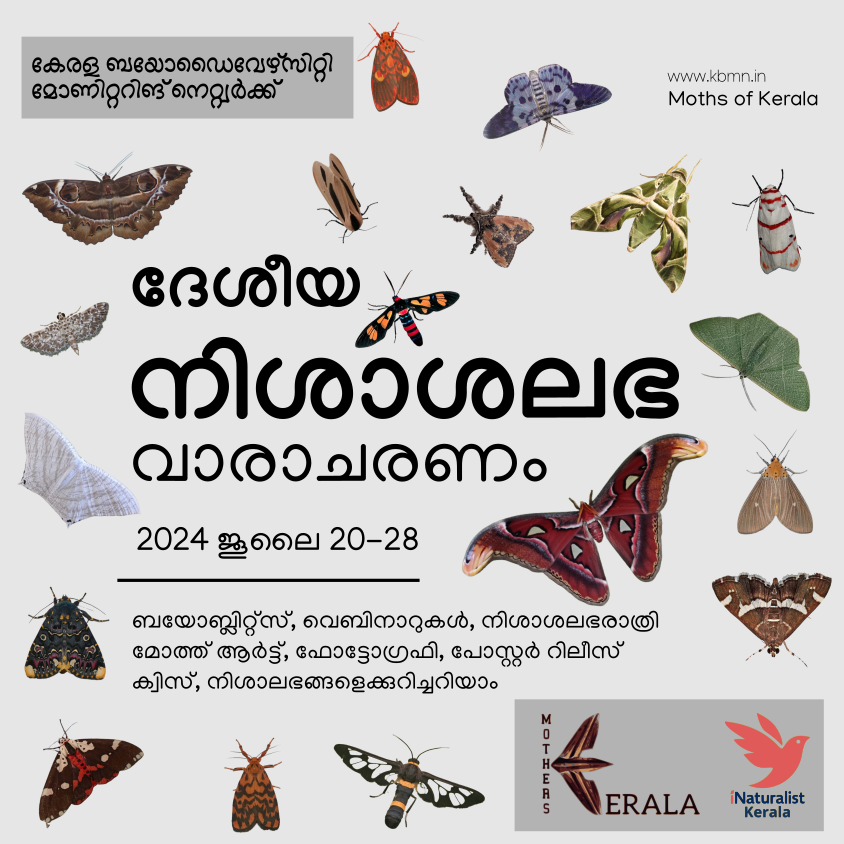 കേരള ബയോഡൈവേഴ്സിറ്റി
മോണിറ്ററിങ് നെറ്റ്വർക്ക്
www.kbmn.in
Moths of Kerala
ദേശീയ
നിശാശലഭ
വാരാചരണം
2024 ജൂലൈ 20-28
ബയോബ്ലിറ്റ്സ്, വെബിനാറുകൾ, നിശാശലഭരാത്രി
മോത്ത് ആർട്ട്, ഫോട്ടോഗ്രഫി, പോസ്റ്റർ റിലീസ്
ക്വിസ്, നിശാലഭങ്ങളെക്കുറിച്ചറിയാം
MOTHERS
KERALA
iNaturalist
Kerala